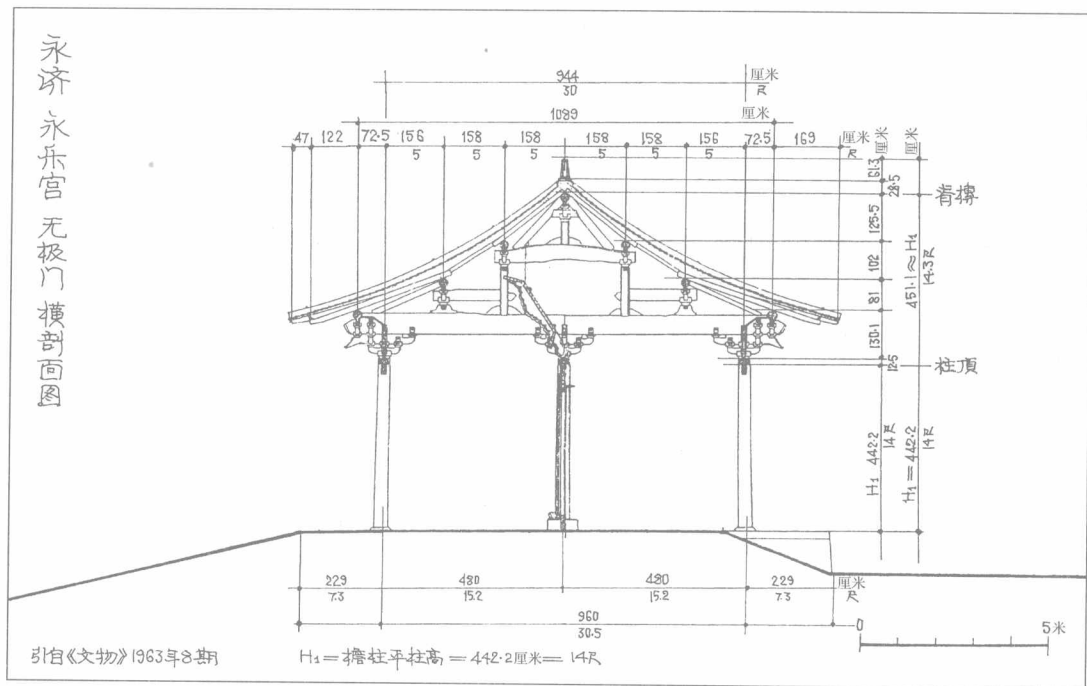 永济 永乐宫 无极门 横剖面图
944 厘米
30 尺
1089 厘米
47 122 72·5 156 158 158 158 158 156 72·5 169 厘米
5 5 5 5 5 5 尺
厘米 厘米
61·3
28·5
脊槫
125·5
102
81
130·1
12·5
451·1≈H1
14·3尺
柱頂
H1 442·2
14尺
H1=442·2
14尺
229 480 480 229 厘米
7.3 15.2 15.2 7.3 尺
960
30.5
0 5米
引自《文物》1963年8期
H1=檐柱平柱高=442·2厘米=14尺